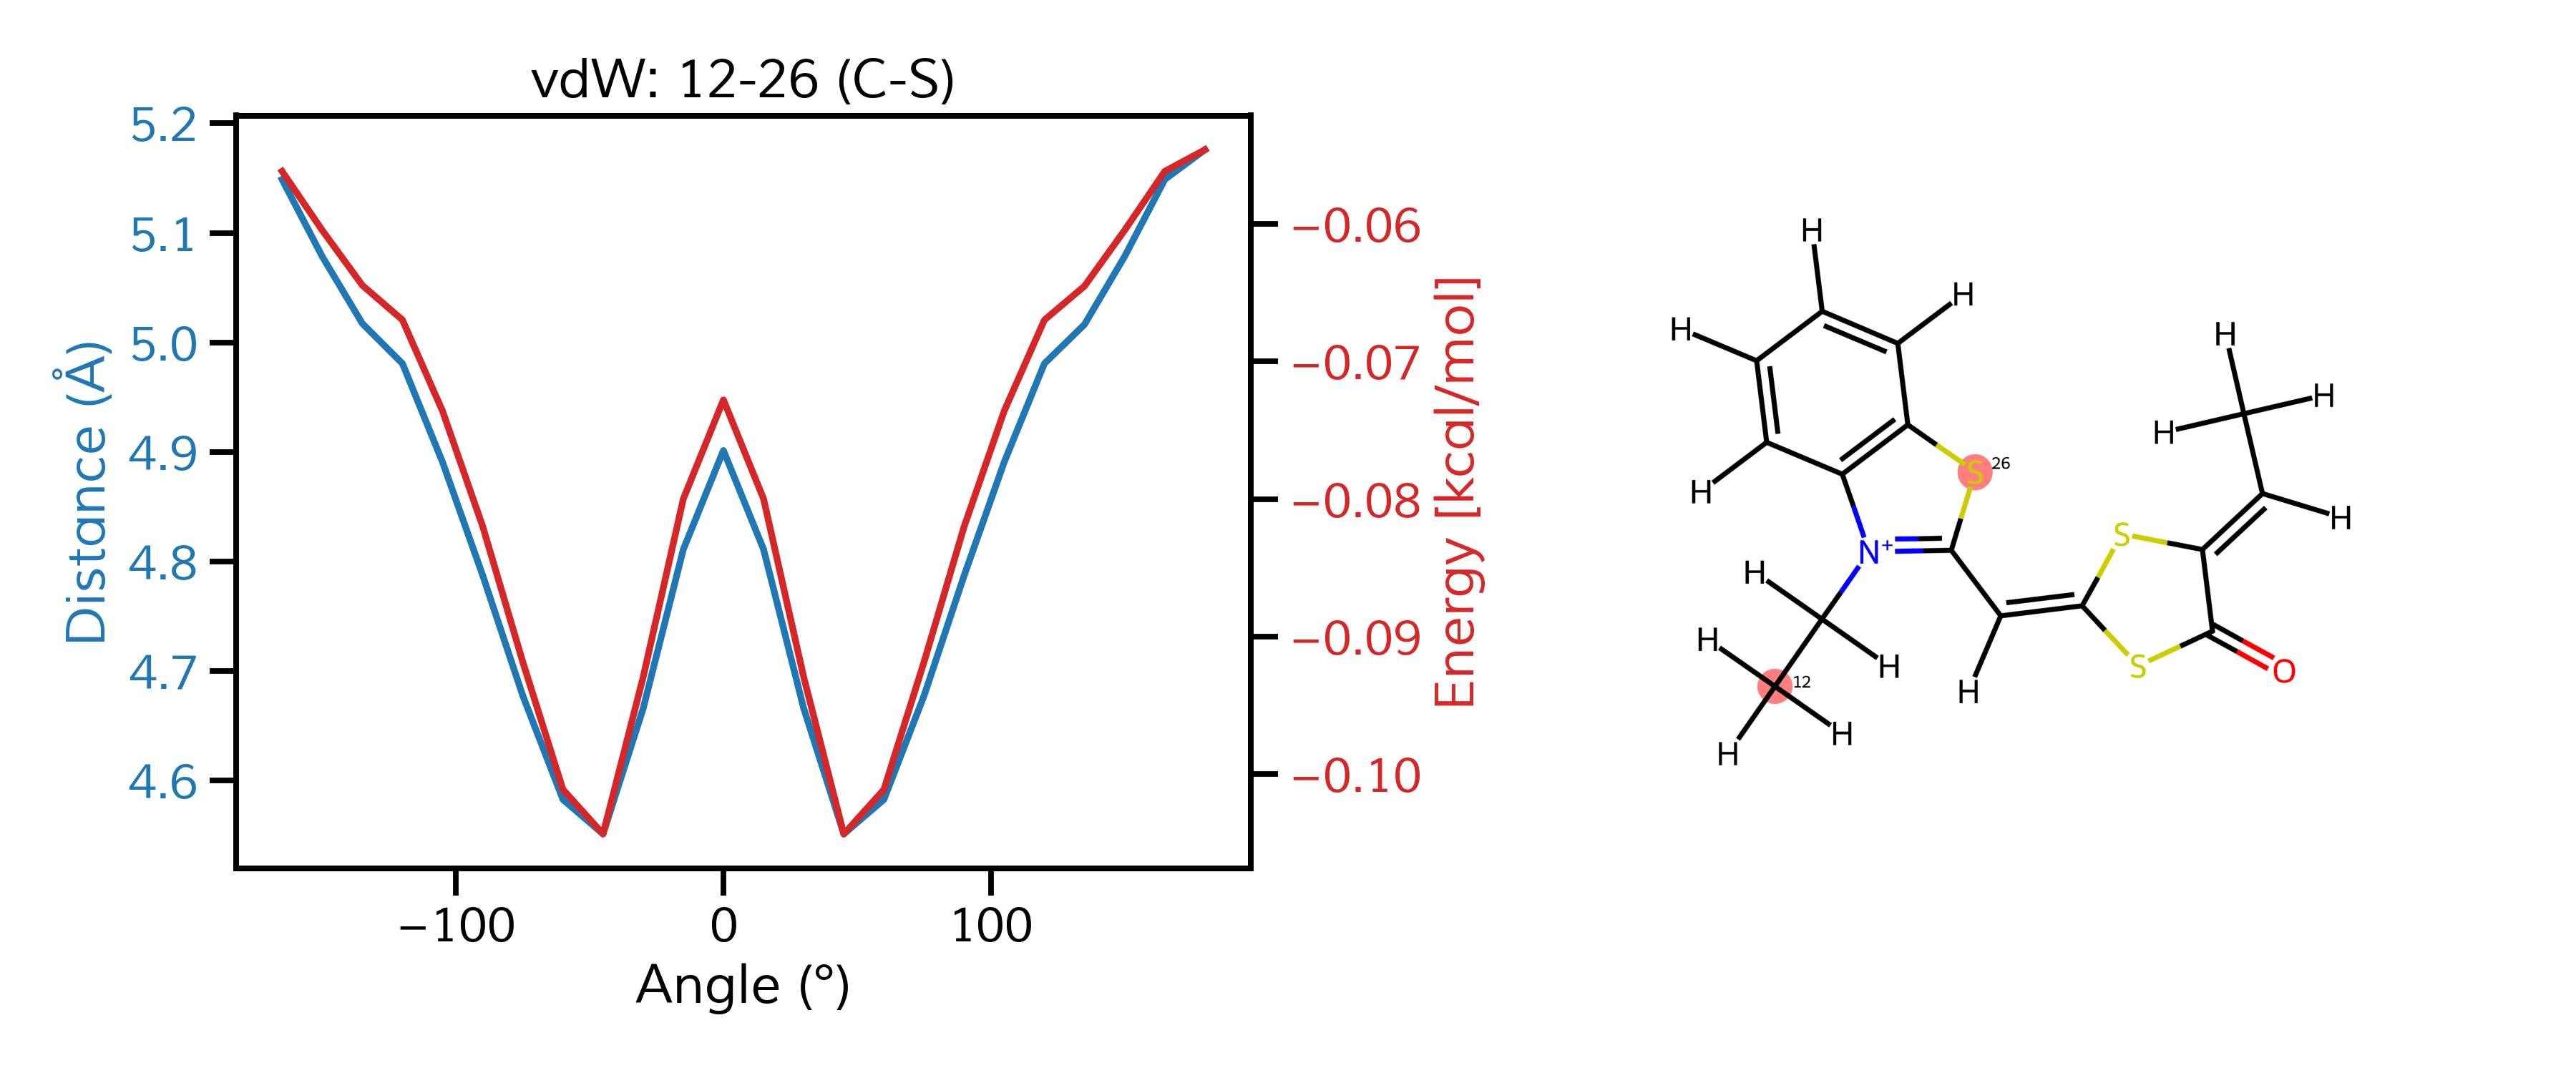 vdW: 12-26 (C-S)
5.2
5.1
5.0
4.9
4.8
4.7
4.6
Distance (Å)
−100
0
100
Angle (°)
−0.06
−0.07
−0.08
−0.09
−0.10
Energy [kcal/mol]
H
H
H
H
H
H
S 26
H
S
H
N+
H
H
H
S
O
H
H
12
H
H